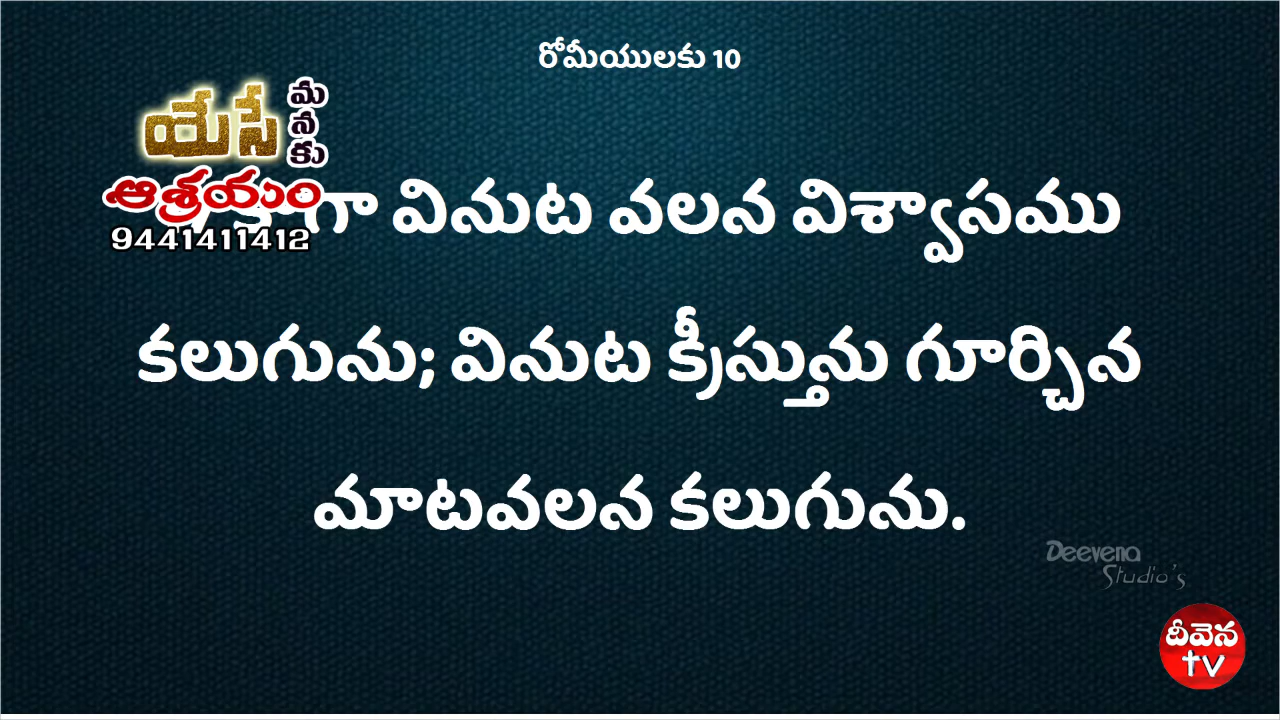 రోమీయులకు 10
యేసే
మనకు
ఆశ్రయం
9441411412
వినుట వలన విశ్వాసము
కలుగును; వినుట క్రీస్తును గూర్చిన
మాటవలన కలుగును.
Deevena
Studio's
దీవెన
tv